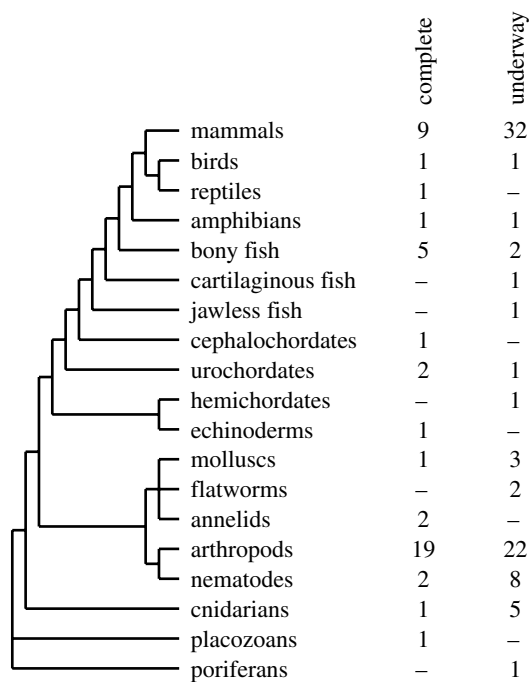 complete underway
mammals 9 32
birds 1 1
reptiles 1 –
amphibians 1 1
bony fish 5 2
cartilaginous fish – 1
jawless fish – 1
cephalochordates 1 –
urochordates 2 1
hemichordates – 1
echinoderms 1 –
molluscs 1 3
flatworms – 2
annelids 2 –
arthropods 19 22
nematodes 2 8
cnidarians 1 5
placozoans 1 –
poriferans – 1